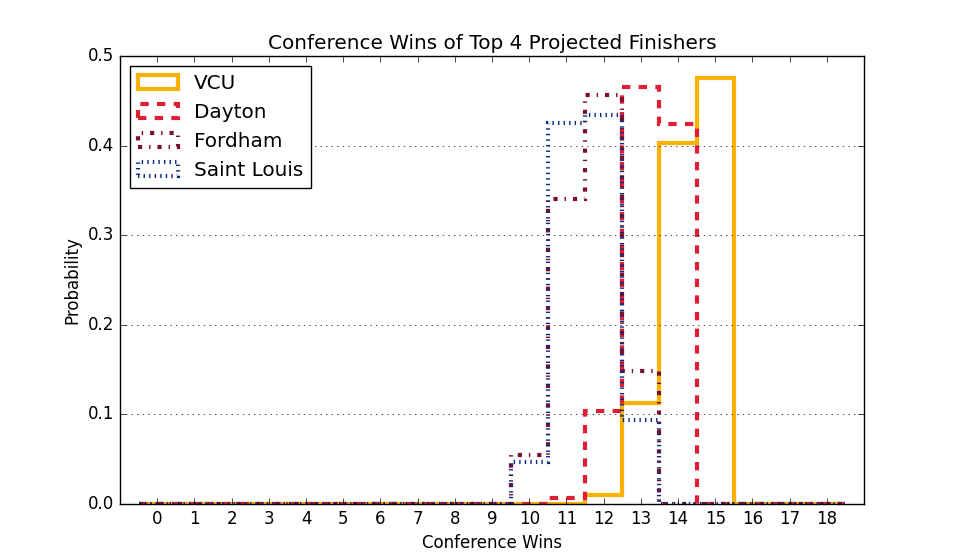 Conference Wins of Top 4 Projected Finishers
0.5
VCU
Dayton
Fordham
Saint Louis
0.4
0.3
0.2
0.1
0.0
Probability
0 1 2 3 4 5 6 7 8 9 10 11 12 13 14 15 16 17 18
Conference Wins